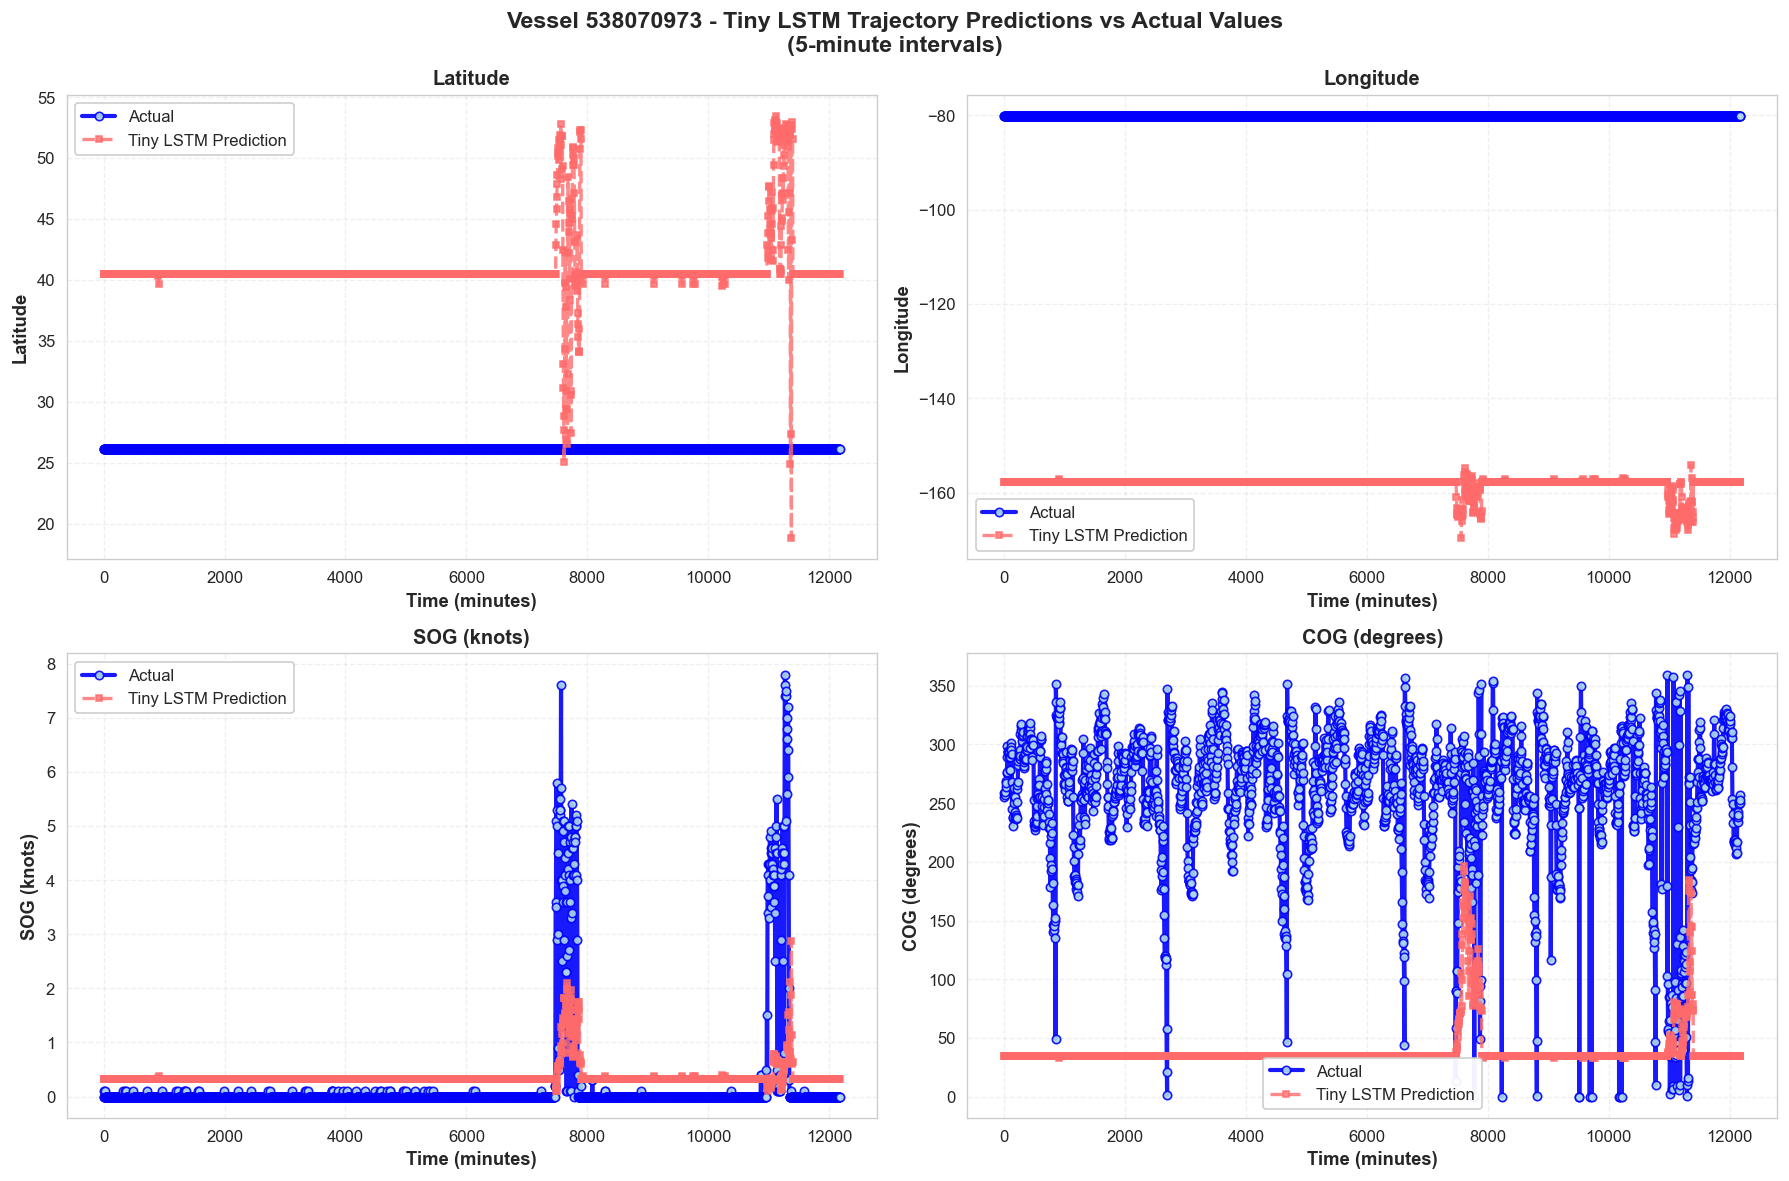 Vessel 538070973 - Tiny LSTM Trajectory Predictions vs Actual Values
(5-minute intervals)
Latitude
Longitude
Actual
Tiny LSTM Prediction
55
50
45
40
35
30
25
20
Latitude
0 2000 4000 6000 8000 10000 12000
Time (minutes)
−80
−100
−120
−140
−160
Longitude
Actual
Tiny LSTM Prediction
0 2000 4000 6000 8000 10000 12000
Time (minutes)
SOG (knots)
COG (degrees)
Actual
Tiny LSTM Prediction
8
7
6
5
4
3
2
1
0
SOG (knots)
0 2000 4000 6000 8000 10000 12000
Time (minutes)
350
300
250
200
150
100
50
0
COG (degrees)
Actual
Tiny LSTM Prediction
0 2000 4000 6000 8000 10000 12000
Time (minutes)